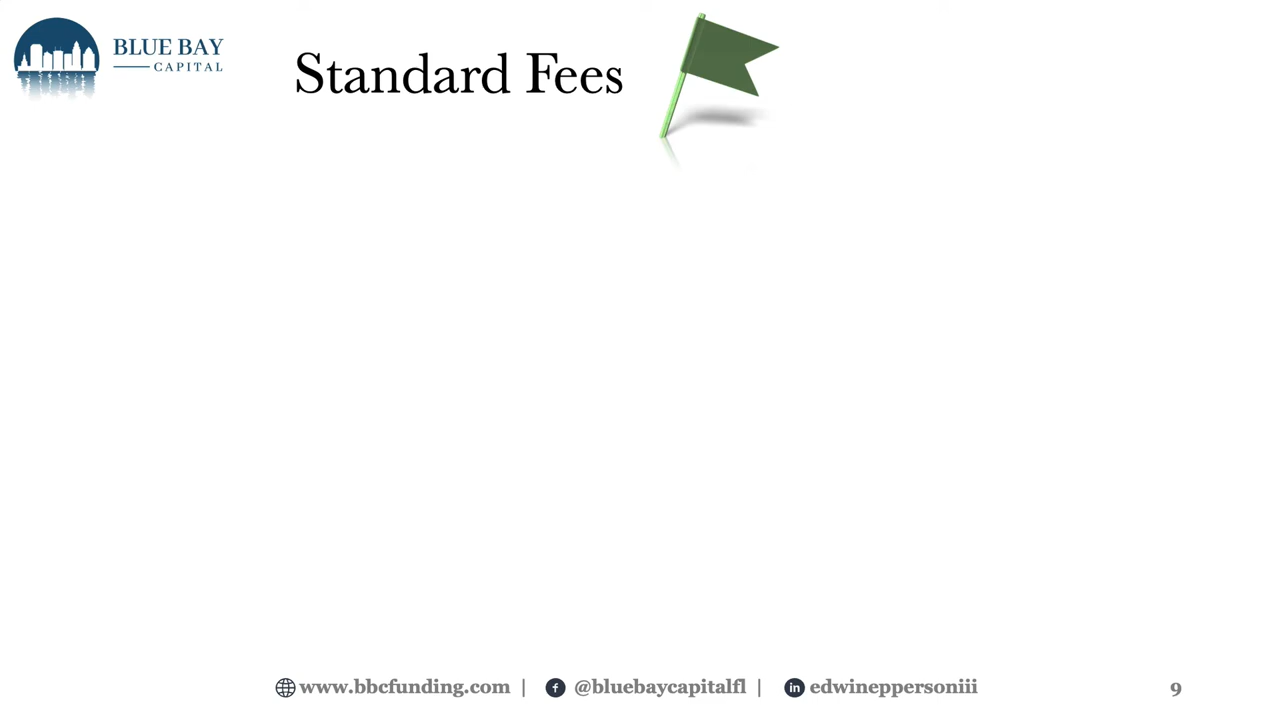 BLUE BAY
CAPITAL
Standard Fees
www.bbcfunding.com | @bluebaycapitalfl | edwineppersoniii
9